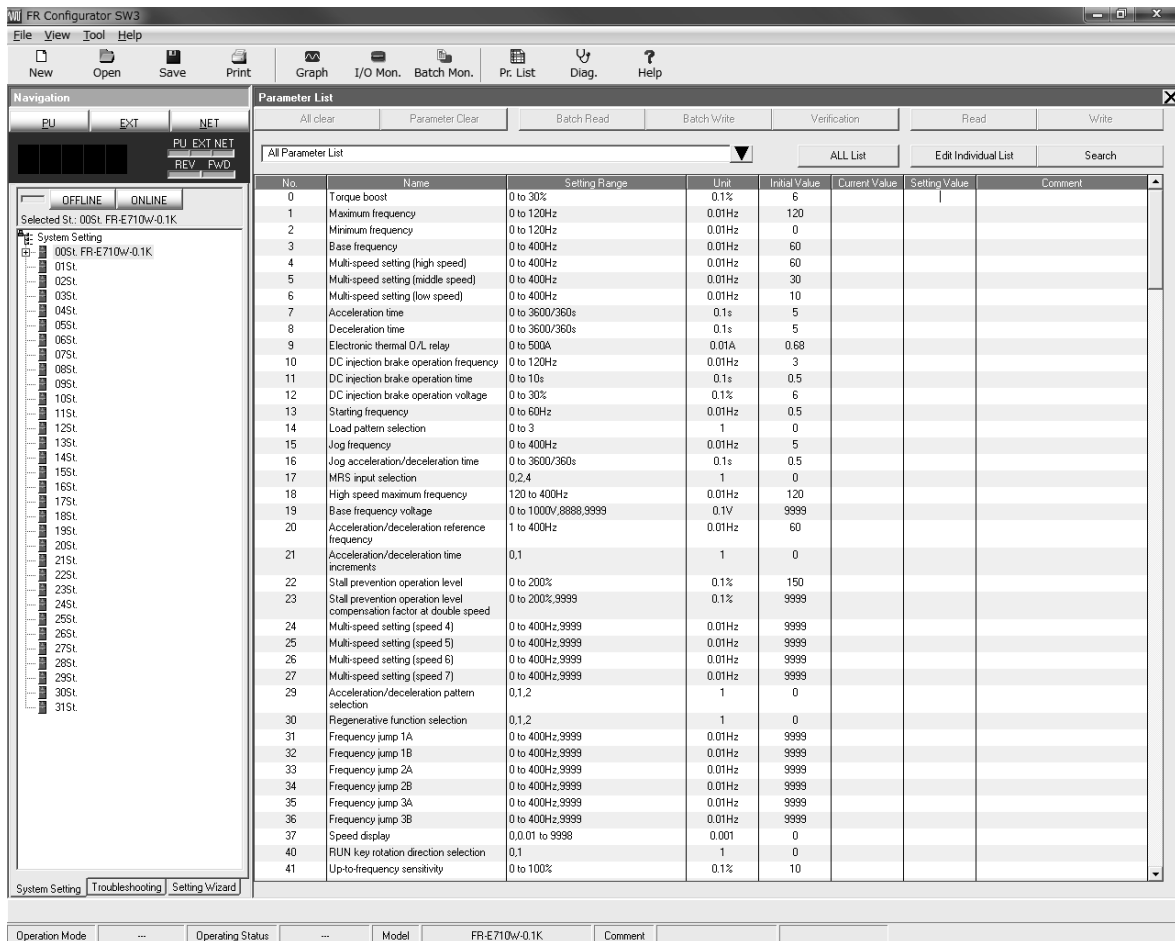 FR Configurator SW3
File View Tool Help
New Open Save Print Graph I/O Mon. Batch Mon. Pr. List Diag. Help
Navigation
PU EXT NET
PU EXT NET
REV FWD
OFFLINE ONLINE
Selected St.: 00St. FR-E710W-0.1K
System Setting
00St. FR-E710W-0.1K
01St.
02St.
03St.
04St.
05St.
06St.
07St.
08St.
09St.
10St.
11St.
12St.
13St.
14St.
15St.
16St.
17St.
18St.
19St.
20St.
21St.
22St.
23St.
24St.
25St.
26St.
27St.
28St.
29St.
30St.
31St.
System Setting Troubleshooting Setting Wizard
Parameter List
All clear Parameter Clear Batch Read Batch Write Verification Read Write
All Parameter List ALL List Edit Individual List Search
No. Name Setting Range Unit Initial Value Current Value Setting Value Comment
0 Torque boost 0 to 30% 0.1% 6
1 Maximum frequency 0 to 120Hz 0.01Hz 120
2 Minimum frequency 0 to 120Hz 0.01Hz 0
3 Base frequency 0 to 400Hz 0.01Hz 60
4 Multi-speed setting (high speed) 0 to 400Hz 0.01Hz 60
5 Multi-speed setting (middle speed) 0 to 400Hz 0.01Hz 30
6 Multi-speed setting (low speed) 0 to 400Hz 0.01Hz 10
7 Acceleration time 0 to 3600/360s 0.1s 5
8 Deceleration time 0 to 3600/360s 0.1s 5
9 Electronic thermal O/L relay 0 to 500A 0.01A 0.68
10 DC injection brake operation frequency 0 to 120Hz 0.01Hz 3
11 DC injection brake operation time 0 to 10s 0.1s 0.5
12 DC injection brake operation voltage 0 to 30% 0.1% 6
13 Starting frequency 0 to 60Hz 0.01Hz 0.5
14 Load pattern selection 0 to 3 1 0
15 Jog frequency 0 to 400Hz 0.01Hz 5
16 Jog acceleration/deceleration time 0 to 3600/360s 0.1s 0.5
17 MRS input selection 0,2,4 1 0
18 High speed maximum frequency 120 to 400Hz 0.01Hz 120
19 Base frequency voltage 0 to 1000V,8888,9999 0.1V 9999
20 Acceleration/deceleration reference 1 to 400Hz 0.01Hz 60
frequency
21 Acceleration/deceleration time 0,1 1 0
increments
22 Stall prevention operation level 0 to 200% 0.1% 150
23 Stall prevention operation level 0 to 200%,9999 0.1% 9999
compensation factor at double speed
24 Multi-speed setting (speed 4) 0 to 400Hz,9999 0.01Hz 9999
25 Multi-speed setting (speed 5) 0 to 400Hz,9999 0.01Hz 9999
26 Multi-speed setting (speed 6) 0 to 400Hz,9999 0.01Hz 9999
27 Multi-speed setting (speed 7) 0 to 400Hz,9999 0.01Hz 9999
29 Acceleration/deceleration pattern 0,1,2 1 0
selection
30 Regenerative function selection 0,1,2 1 0
31 Frequency jump 1A 0 to 400Hz,9999 0.01Hz 9999
32 Frequency jump 1B 0 to 400Hz,9999 0.01Hz 9999
33 Frequency jump 2A 0 to 400Hz,9999 0.01Hz 9999
34 Frequency jump 2B 0 to 400Hz,9999 0.01Hz 9999
35 Frequency jump 3A 0 to 400Hz,9999 0.01Hz 9999
36 Frequency jump 3B 0 to 400Hz,9999 0.01Hz 9999
37 Speed display 0,0.01 to 9998 0.001 0
40 RUN key rotation direction selection 0,1 1 0
41 Up-to-frequency sensitivity 0 to 100% 0.1% 10
Operation Mode --- Operating Status --- Model FR-E710W-0.1K Comment